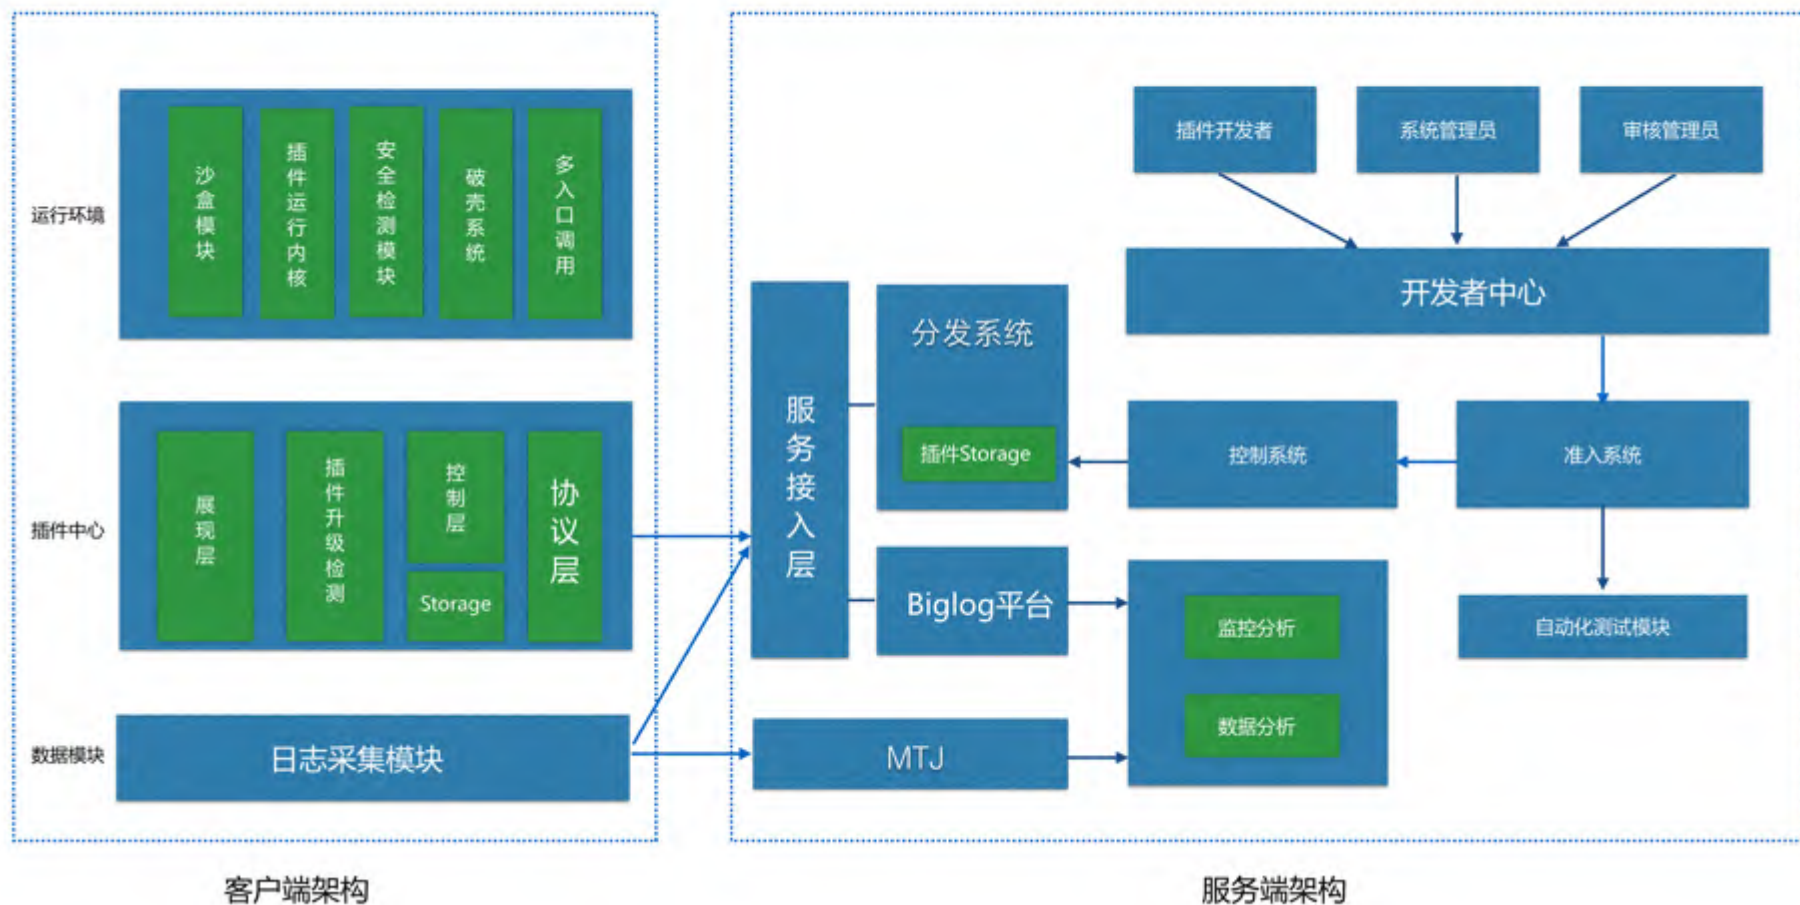 运行环境
沙盒模块
插件运行内核
安全检测模块
破壳系统
多入口调用
插件中心
展现层
插件升级检测
控制层
Storage
协议层
数据模块
日志采集模块
客户端架构
插件开发者
系统管理员
审核管理员
开发者中心
服务接入层
分发系统
插件Storage
控制系统
准入系统
Biglog平台
监控分析
自动化测试模块
数据分析
MTJ
服务端架构